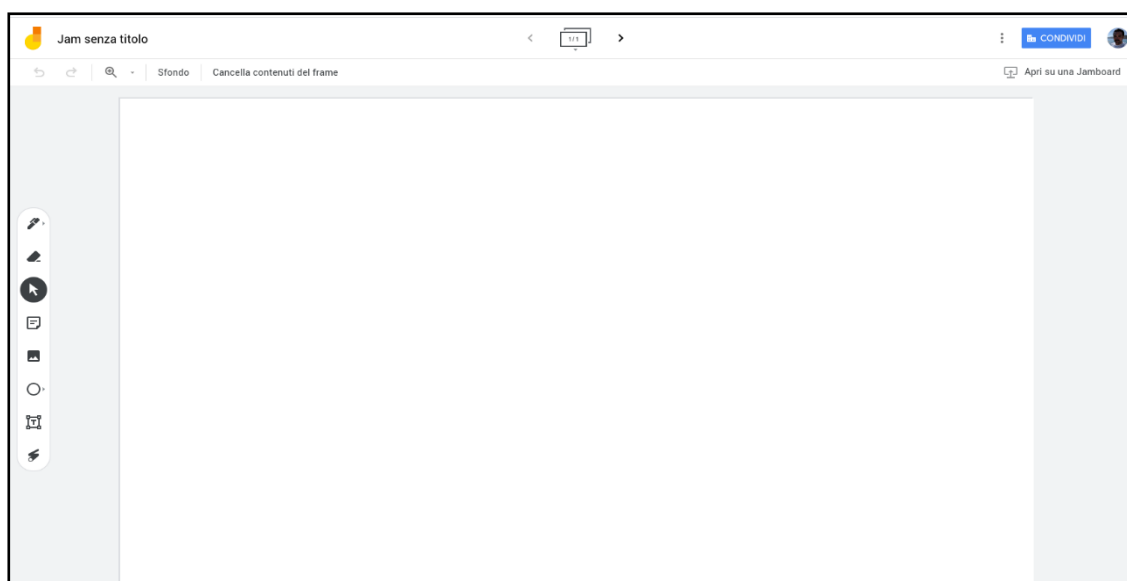 Jam senza titolo
1/1
CONDIVIDI
Sfondo
Cancella contenuti del frame
Apri su una Jamboard
T